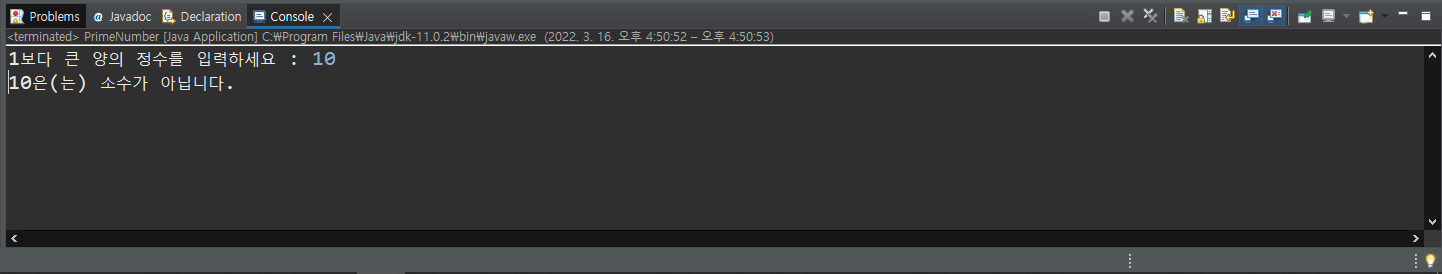 Problems Javadoc Declaration Console
<terminated> PrimeNumber [Java Application] C:₩Program Files₩Java₩jdk-11.0.2₩bin₩javaw.exe (2022. 3. 16. 오후 4:50:52 – 오후 4:50:53)
1보다 큰 양의 정수를 입력하세요 : 10
10은(는) 소수가 아닙니다.